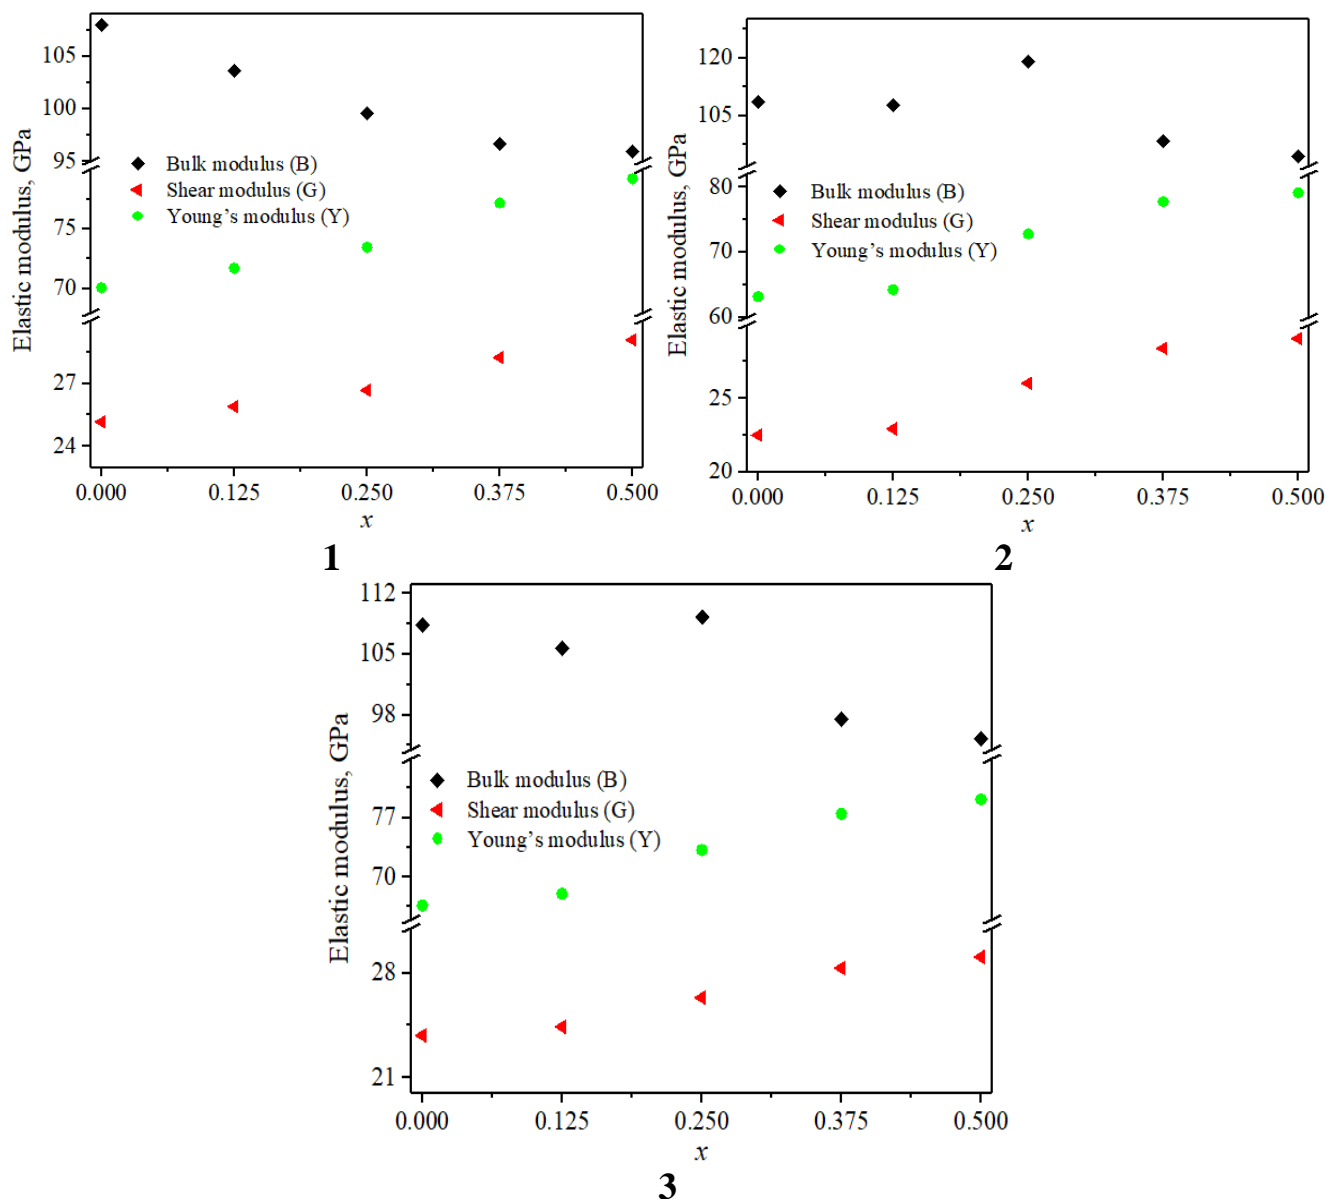 Elastic modulus, GPa
105
100
95
75
70
27
24
Bulk modulus (B)
Shear modulus (G)
Young’s modulus (Y)
0.000 0.125 0.250 0.375 0.500
x
1
Elastic modulus, GPa
120
105
80
70
60
25
20
Bulk modulus (B)
Shear modulus (G)
Young’s modulus (Y)
0.000 0.125 0.250 0.375 0.500
x
2
Elastic modulus, GPa
112
105
98
77
70
28
21
Bulk modulus (B)
Shear modulus (G)
Young’s modulus (Y)
0.000 0.125 0.250 0.375 0.500
x
3